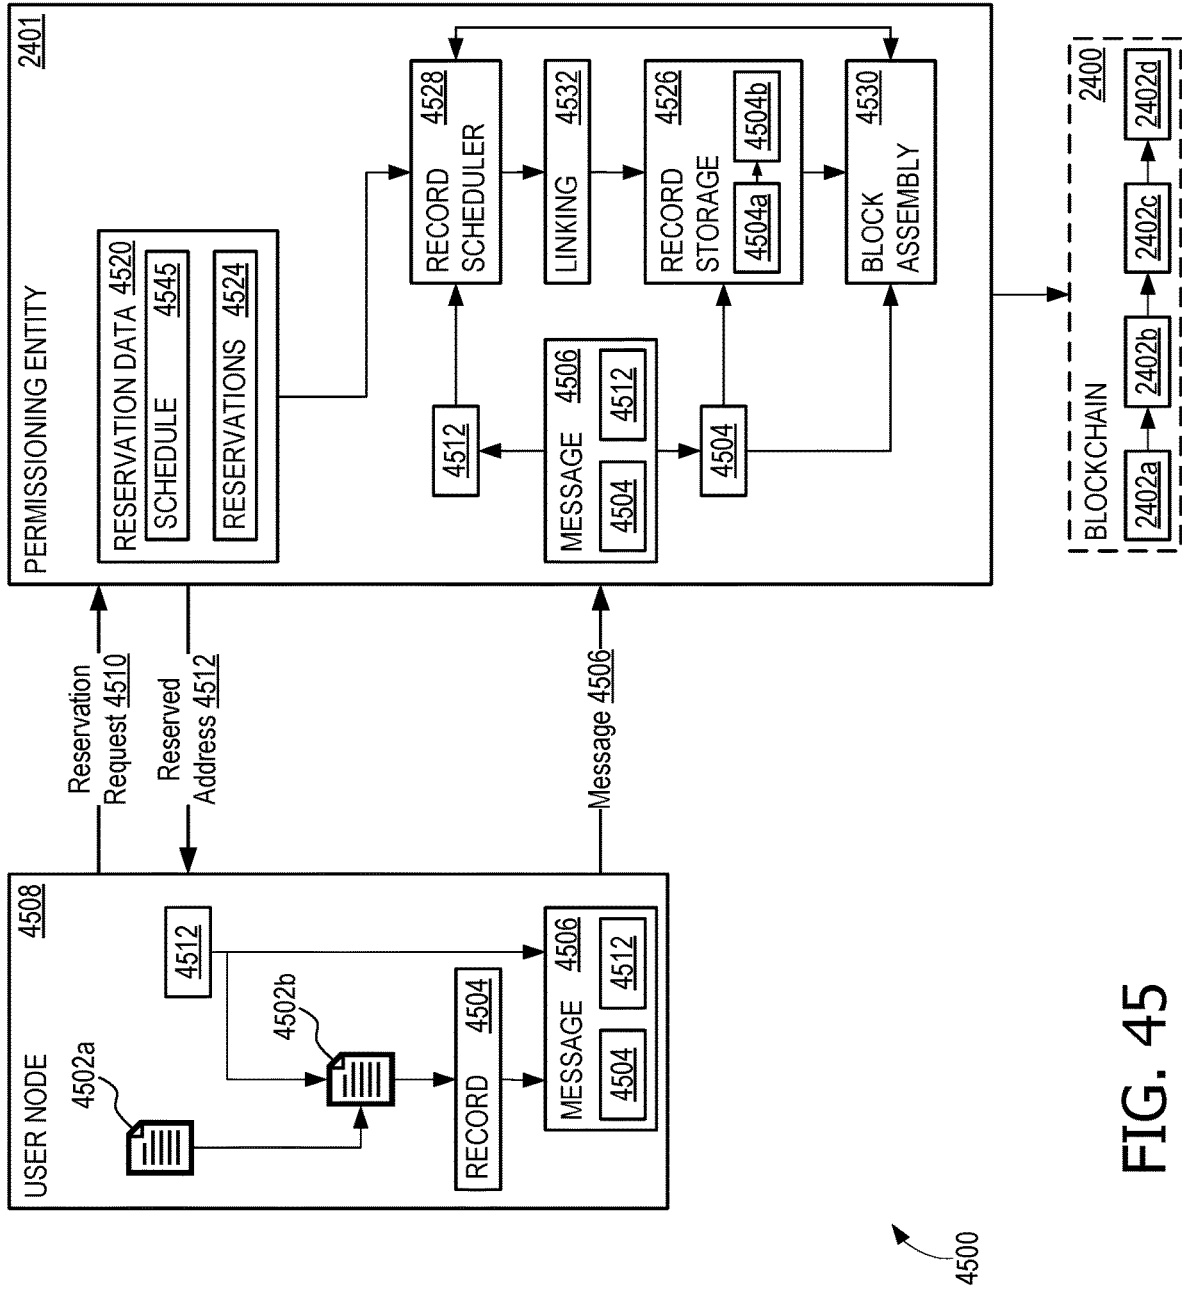 USER NODE
4508
4502a
4512
4502b
RECORD
4504
MESSAGE
4506
4504
4512
Reservation
Request 4510
Reserved
Address 4512
Message 4506
PERMISSIONING ENTITY
2401
RESERVATION DATA 4520
SCHEDULE 4545
RESERVATIONS 4524
4512
MESSAGE
4506
4504
4512
4504
RECORD
SCHEDULER
4528
LINKING
4532
RECORD
STORAGE
4526
4504a
4504b
BLOCK
ASSEMBLY
4530
BLOCKCHAIN
2400
2402a
2402b
2402c
2402d
4500
FIG. 45